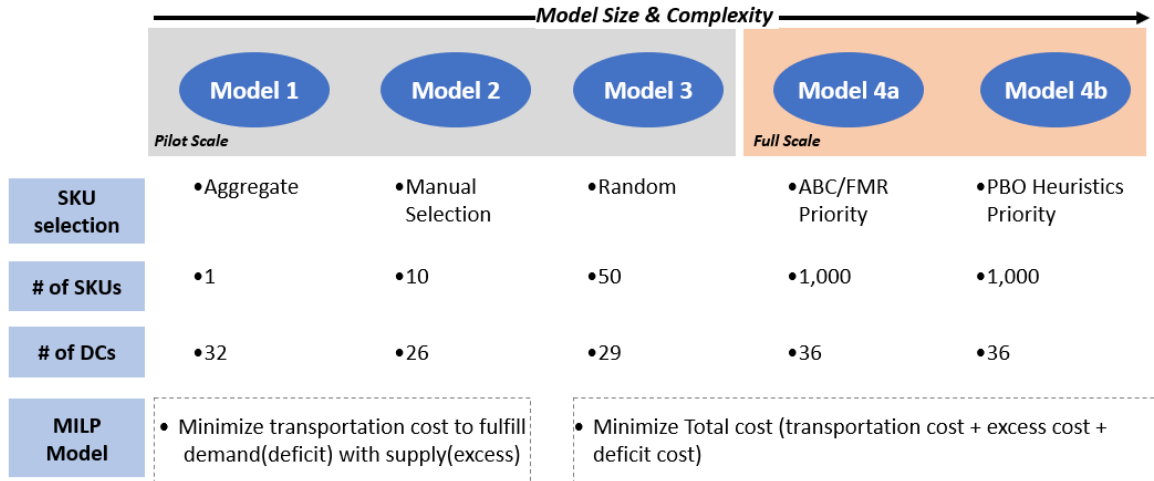 Model Size & Complexity
Model 1
Model 2
Model 3
Model 4a
Model 4b
Pilot Scale
Full Scale
SKU
selection
•Aggregate
•Manual
Selection
•Random
•ABC/FMR
Priority
•PBO Heuristics
Priority
# of SKUs
•1
•10
•50
•1,000
•1,000
# of DCs
•32
•26
•29
•36
•36
MILP
Model
• Minimize transportation cost to fulfill
demand(deficit) with supply(excess)
• Minimize Total cost (transportation cost + excess cost +
deficit cost)